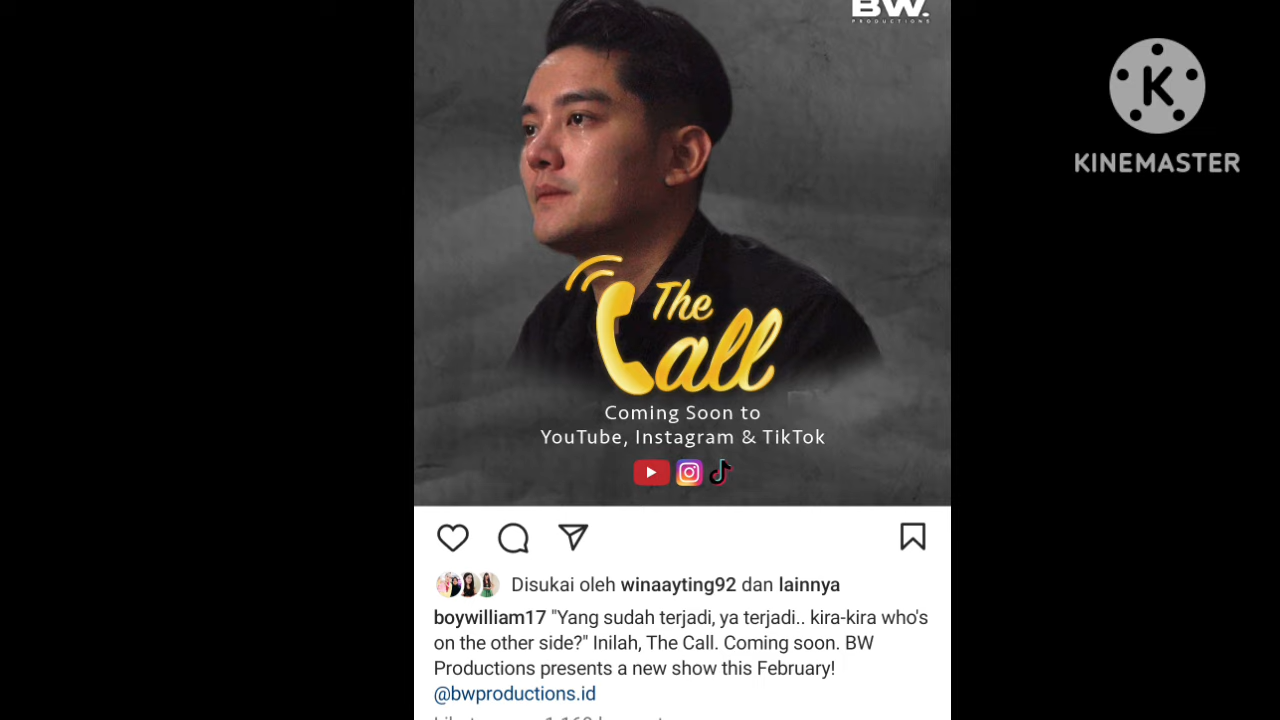 BW.
PRODUCTIONS
KINEMASTER
The Call
Coming Soon to
YouTube, Instagram & TikTok
Disukai oleh winaayting92 dan lainnya
boywilliam17 "Yang sudah terjadi, ya terjadi.. kira-kira who's
on the other side?" Inilah, The Call. Coming soon. BW
Productions presents a new show this February!
@bwproductions.id